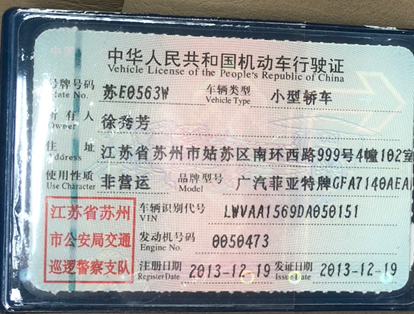 中华人民共和国机动车行驶证
Vehicle License of the People's Republic of China
号牌号码 苏E0563W 车辆类型 小型轿车
Plate No. Vehicle Type
所有人 徐秀芳
Owner
住址 江苏省苏州市姑苏区南环西路999号4幢102室
Address
使用性质 非营运 品牌型号 广汽菲亚特牌GFA7140AEA
Use Character Model
江苏省苏州
市公安局交通
巡逻警察支队
车辆识别代号 LWVAA1569DA050151
VIN
发动机号码 0050473
Engine No.
注册日期 2013-12-19 发证日期 2013-12-19
Register Date Issue Date